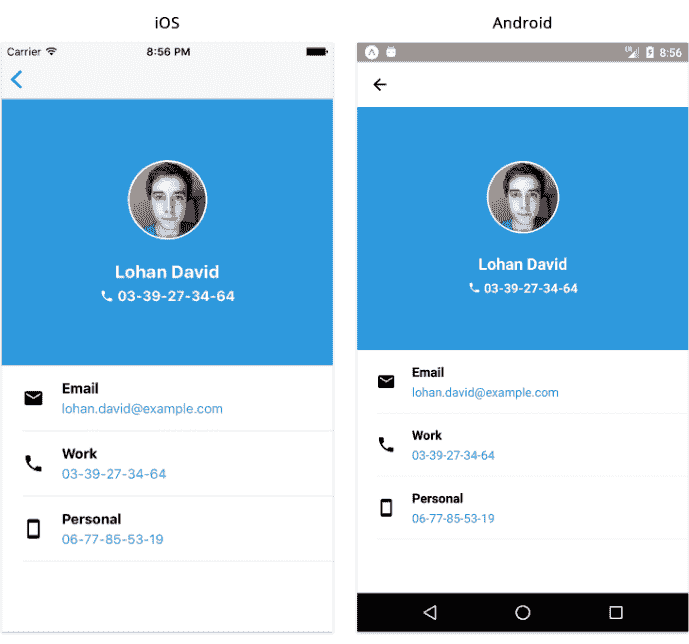 iOS
Carrier 8:56 PM
Lohan David
03-39-27-34-64
Email
lohan.david@example.com
Work
03-39-27-34-64
Personal
06-77-85-53-19
Android
8:56
Lohan David
03-39-27-34-64
Email
lohan.david@example.com
Work
03-39-27-34-64
Personal
06-77-85-53-19